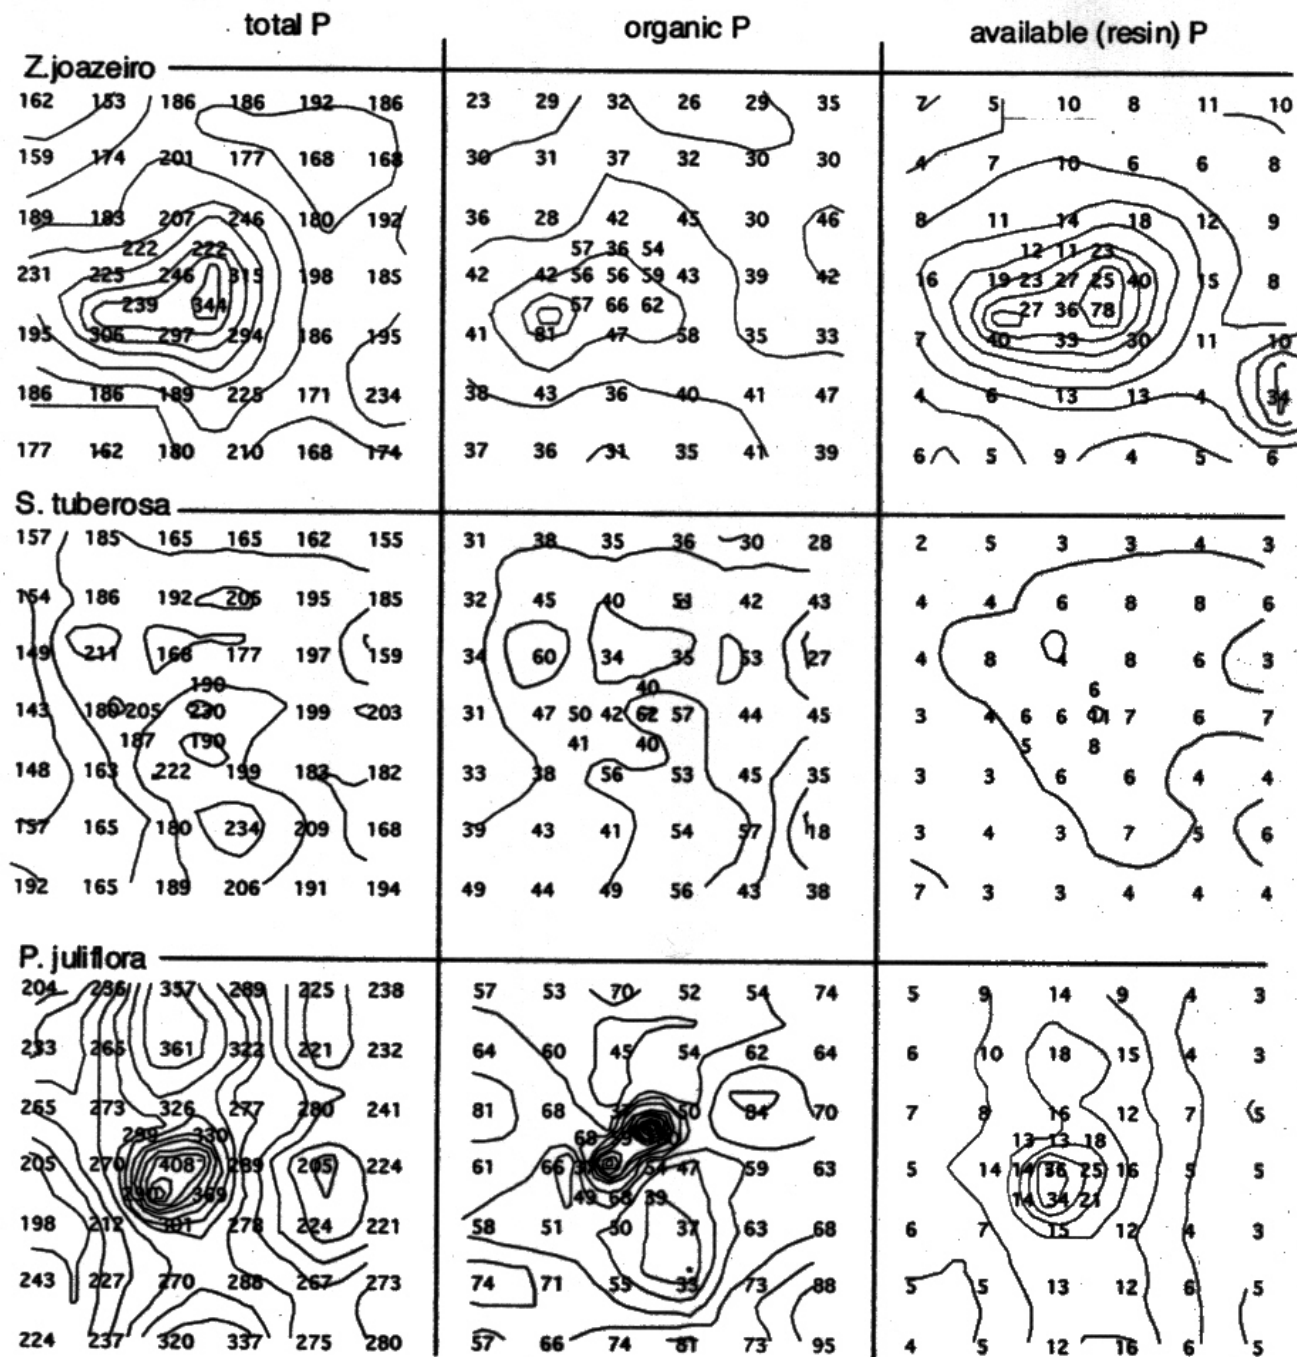 total P organic P available (resin) P
Z.joazeiro
162 153 186 186 192 186 23 29 32 26 29 35 7 5 10 8 11 10
159 174 201 177 168 168 30 31 37 32 30 30 4 7 10 6 6 8
189 183 207 246 180 192 36 28 42 45 30 46 8 11 14 18 12 9
222 222 57 36 54 12 11 23
231 225 246 315 198 185 42 42 56 56 59 43 39 42 16 19 23 27 25 40 15 8
239 344 57 66 62 27 36 78
195 306 297 294 186 195 41 81 47 58 35 33 7 40 33 30 11 10
186 186 189 225 171 234 38 43 36 40 41 47 4 6 13 13 4 34
177 162 180 210 168 174 37 36 31 35 41 39 6 5 9 4 5 6
S. tuberosa
157 185 165 165 162 155 31 38 35 36 30 28 2 5 3 3 4 3
154 186 192 205 195 185 32 45 40 51 42 43 4 4 6 8 8 6
149 211 168 177 197 159 34 60 34 35 53 27 4 8 4 8 6 3
190 40 6
143 205 230 199 203 31 47 50 42 62 57 44 45 3 4 6 6 11 7 6 7
187 190 41 40 5 8
148 163 222 199 183 182 33 38 56 53 45 35 3 3 6 6 4 4
157 165 180 234 209 168 39 43 41 54 57 18 3 4 3 7 5 6
192 165 189 206 191 194 49 44 49 56 43 38 7 3 3 4 4 4
P. juliflora
204 236 357 289 225 238 57 53 70 52 54 74 5 9 14 9 4 3
233 265 361 322 221 232 64 60 45 54 62 64 6 10 18 15 4 3
265 273 326 277 280 241 81 68 50 84 70 7 8 16 12 7 5
299 330 68 13 13 18
205 270 408 289 205 224 61 66 54 47 59 63 5 14 14 36 25 16 5 5
369 49 68 39 14 34 21
198 212 301 278 224 221 58 51 50 37 63 68 6 7 15 12 4 3
243 227 270 288 267 273 74 71 55 33 73 88 5 5 13 12 6 5
224 237 320 337 275 280 57 66 74 81 73 95 4 5 12 16 6 5